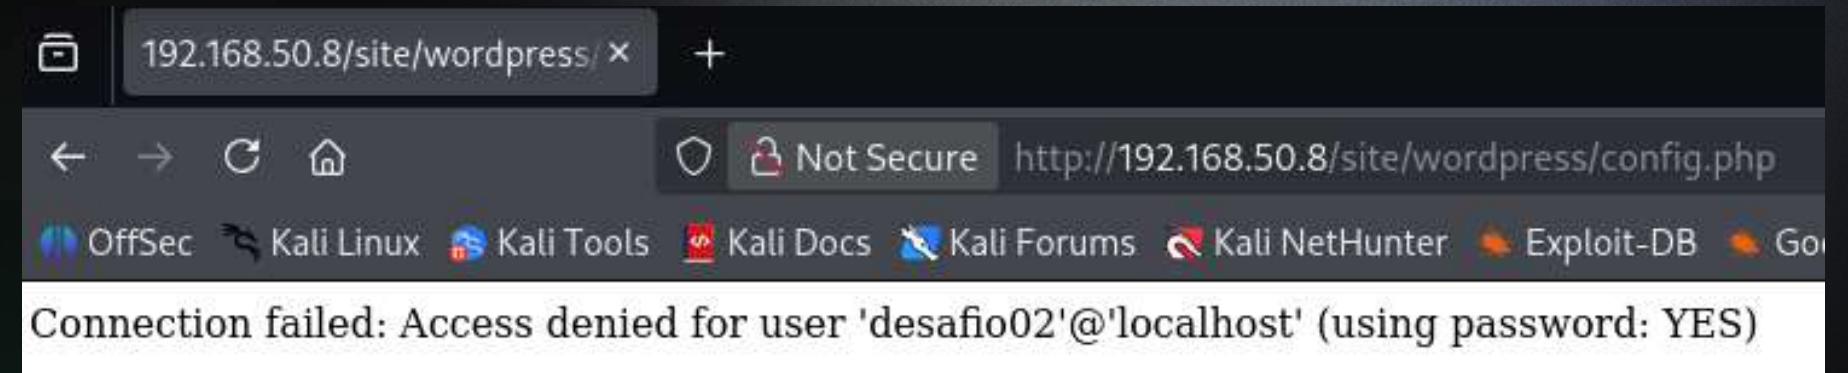 192.168.50.8/site/wordpress/
Not Secure http://192.168.50.8/site/wordpress/config.php
OffSec Kali Linux Kali Tools Kali Docs Kali Forums Kali NetHunter Exploit-DB Goo
Connection failed: Access denied for user 'desafio02'@'localhost' (using password: YES)